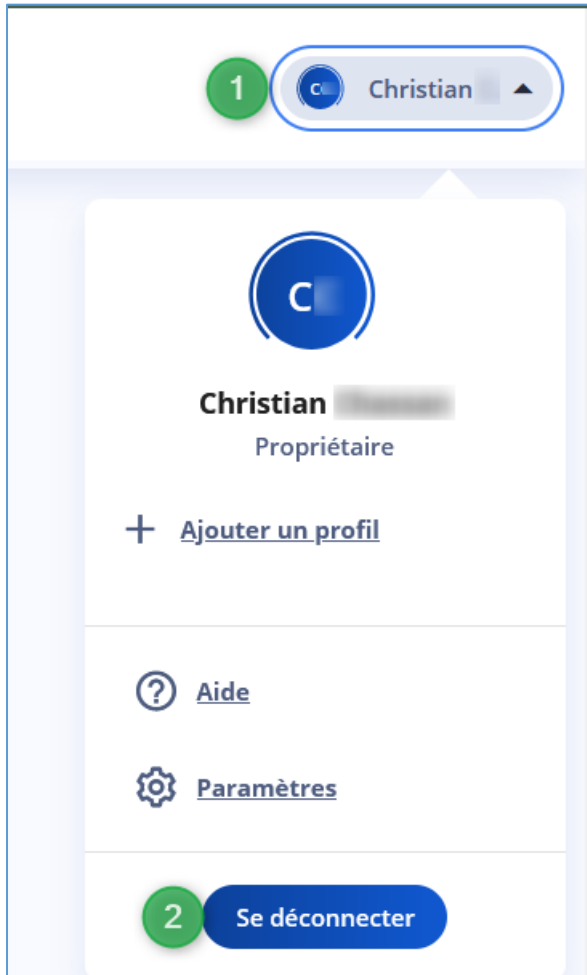 1
C
Christian
C
Christian
Propriétaire
Ajouter un profil
Aide
Paramètres
2
Se déconnecter